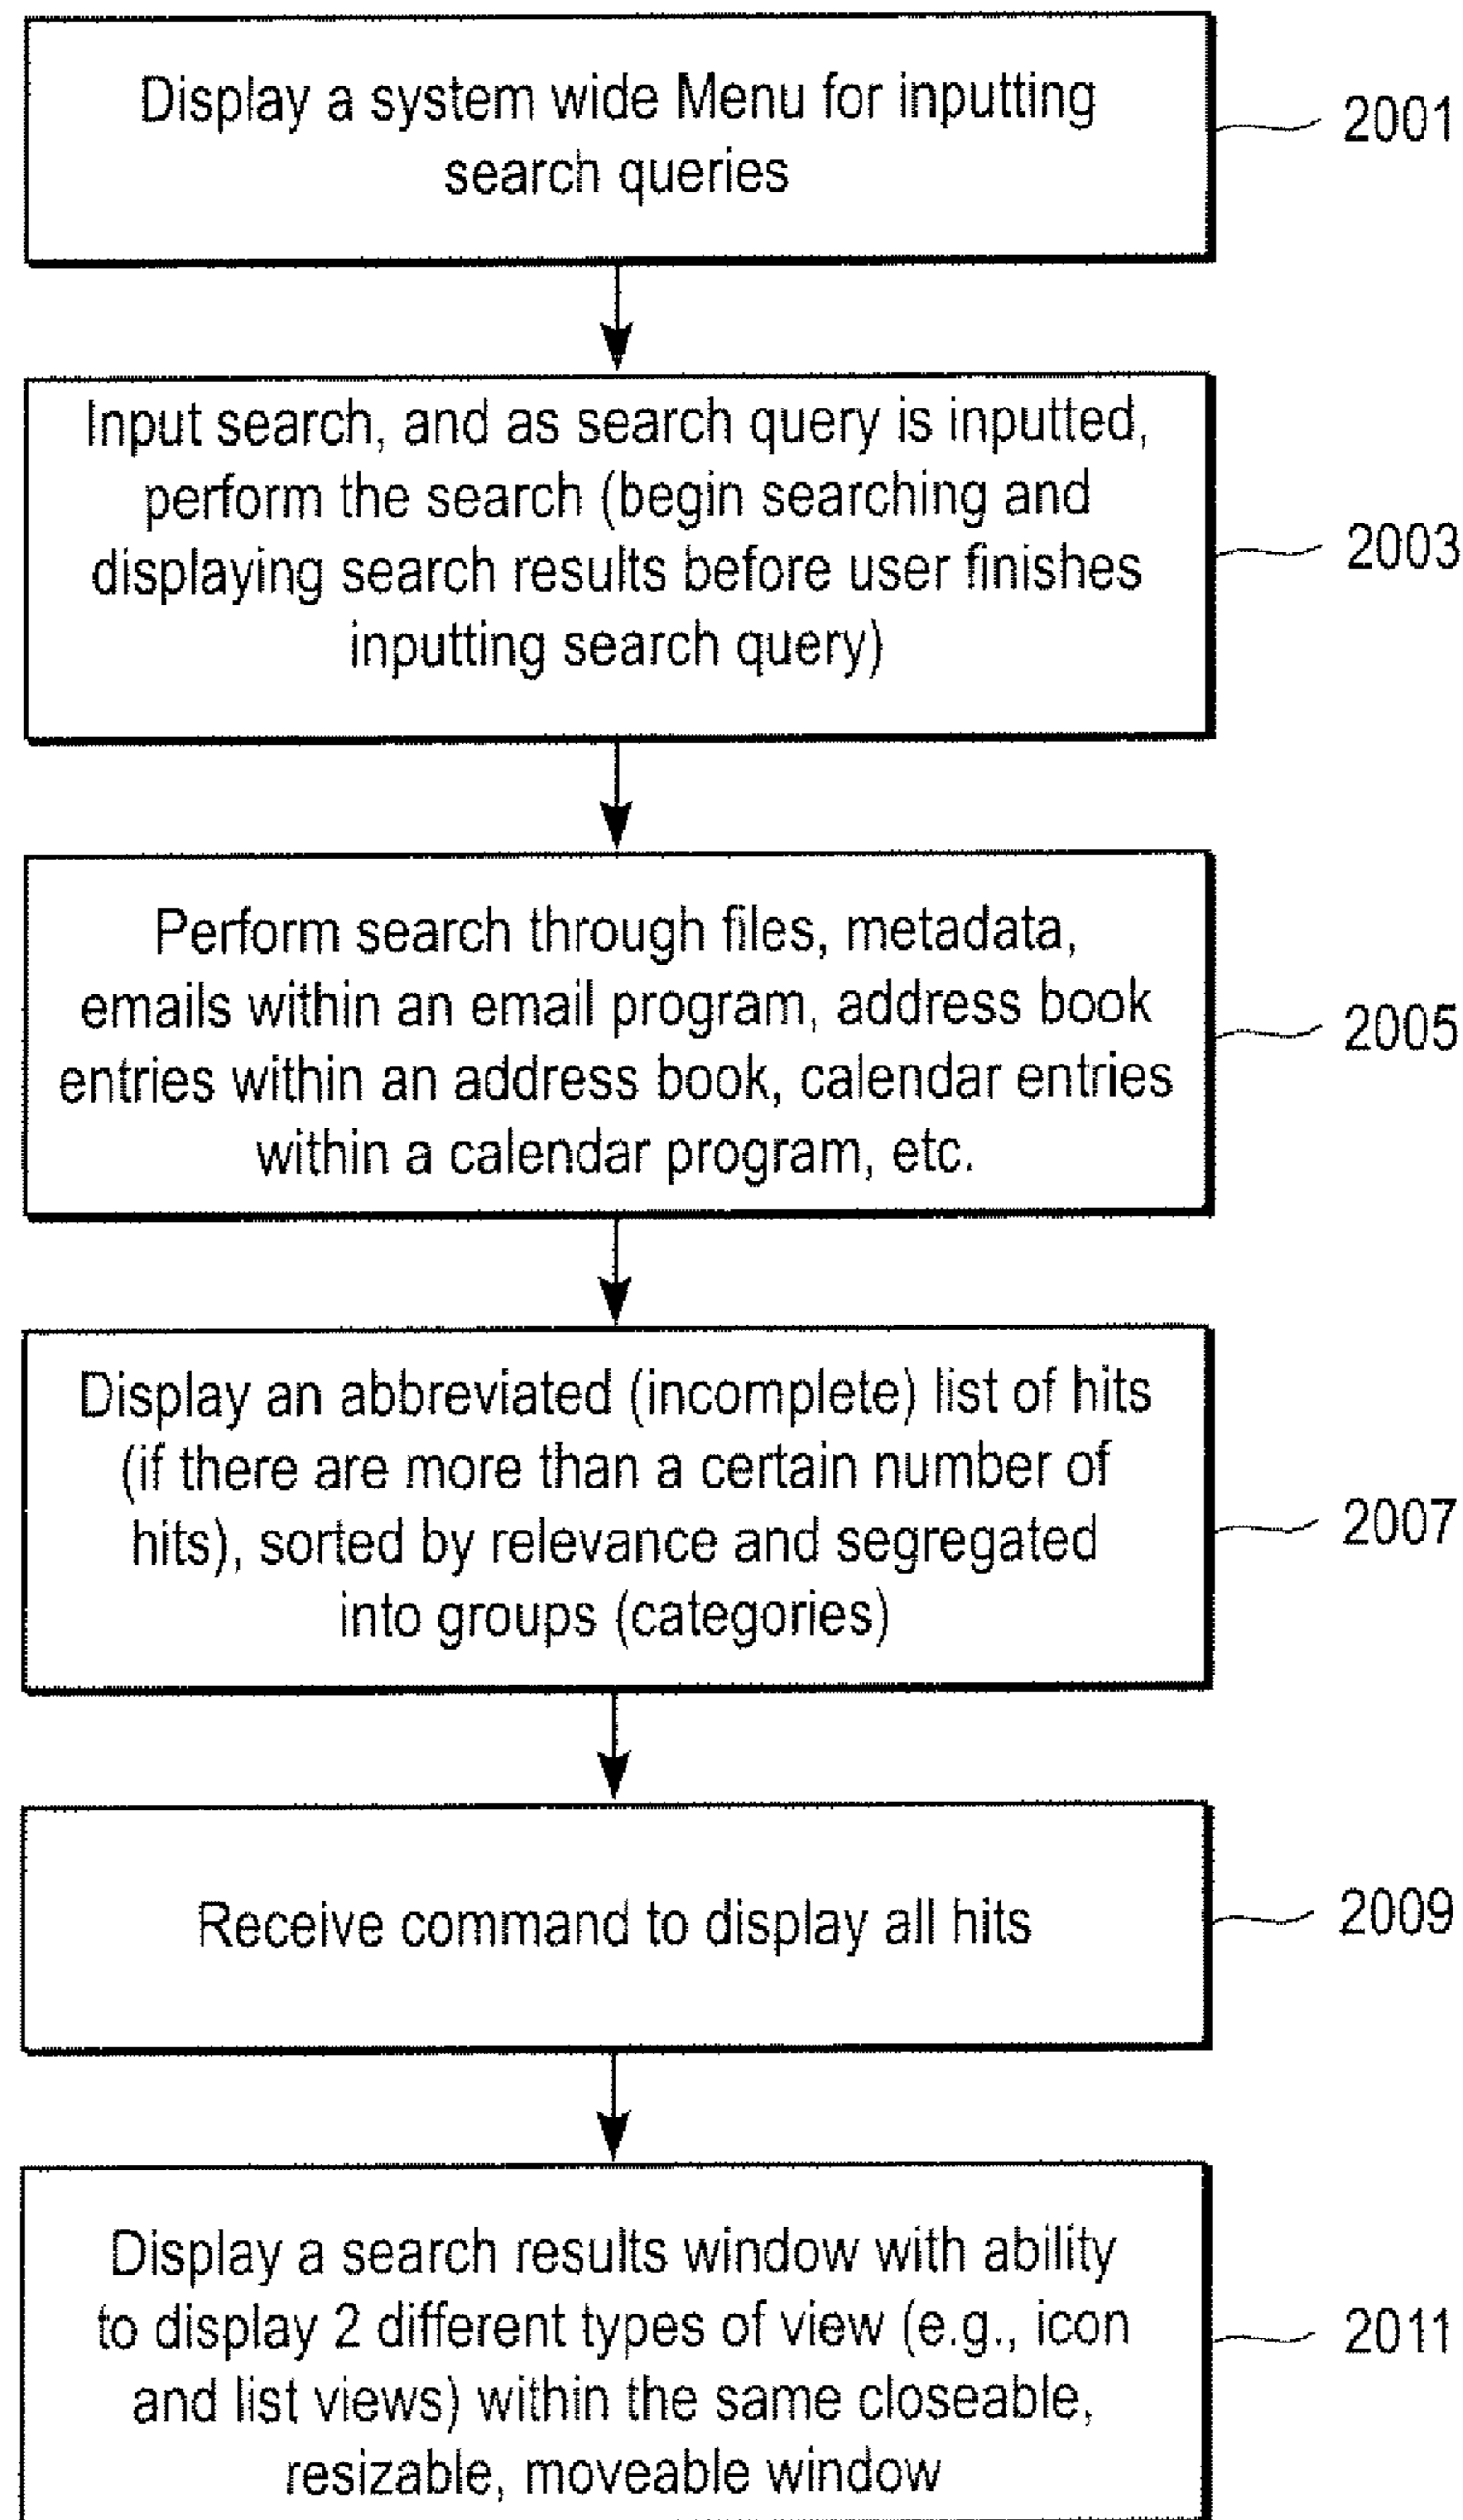 Display a system wide Menu for inputting
search queries
2001
Input search, and as search query is inputted,
perform the search (begin searching and
displaying search results before user finishes
inputting search query)
2003
Perform search through files, metadata,
emails within an email program, address book
entries within an address book, calendar entries
within a calendar program, etc.
2005
Display an abbreviated (incomplete) list of hits
(if there are more than a certain number of
hits), sorted by relevance and segregated
into groups (categories)
2007
Receive command to display all hits
2009
Display a search results window with ability
to display 2 different types of view (e.g., icon
and list views) within the same closeable,
resizable, moveable window
2011